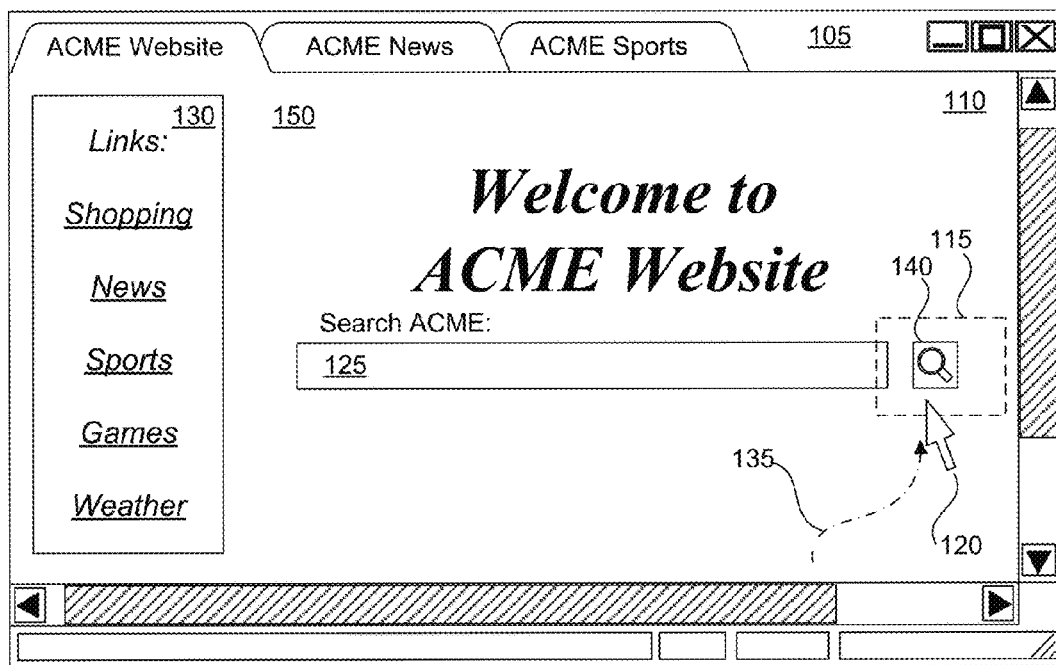 ACME Website ACME News ACME Sports 105
130 150 110
Links:
Shopping
News
Sports
Games
Weather
Welcome to
ACME Website
115
140
Search ACME:
125
135
120